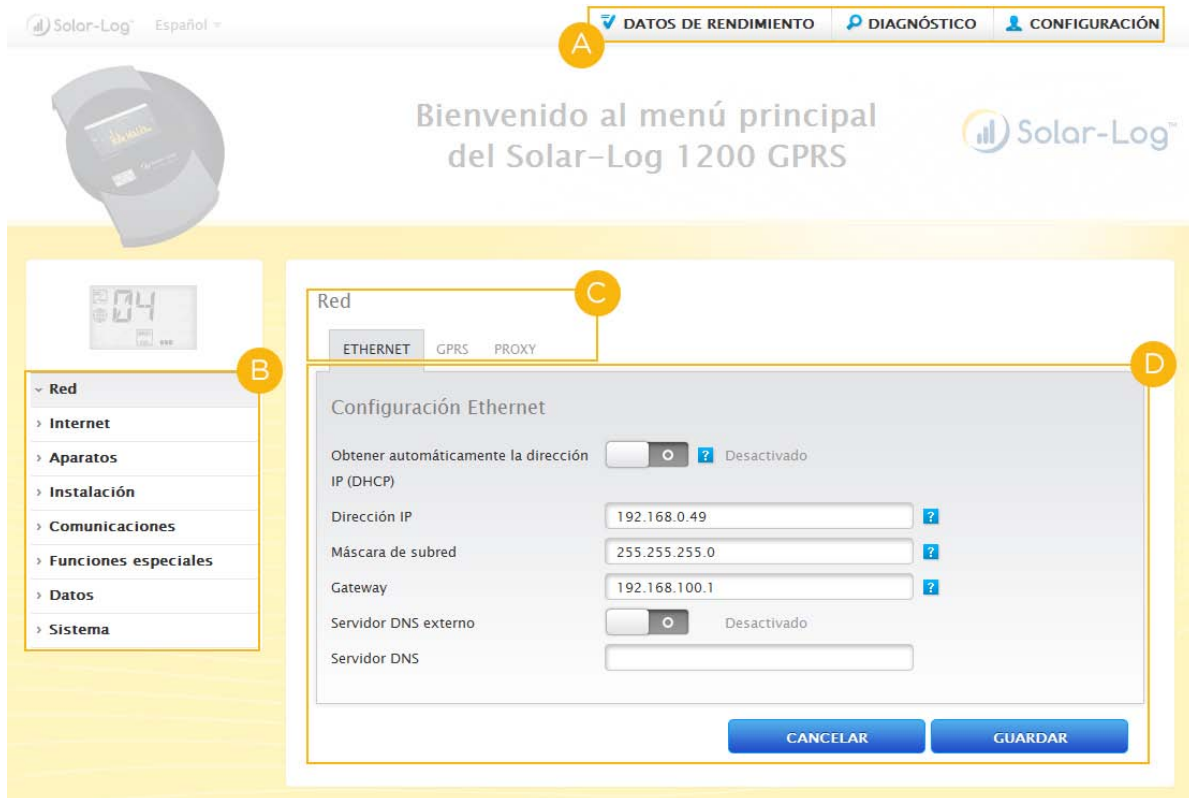 Solar-Log™ Español
DATOS DE RENDIMIENTO DIAGNÓSTICO CONFIGURACIÓN
A
Bienvenido al menú principal
del Solar-Log 1200 GPRS
Solar-Log™
04
B
Red
Internet
Aparatos
Instalación
Comunicaciones
Funciones especiales
Datos
Sistema
C
Red
ETHERNET GPRS PROXY
D
Configuración Ethernet
Obtener automáticamente la dirección
IP (DHCP)
? Desactivado
Dirección IP 192.168.0.49 ?
Máscara de subred 255.255.255.0 ?
Gateway 192.168.100.1 ?
Servidor DNS externo Desactivado
Servidor DNS
CANCELAR GUARDAR